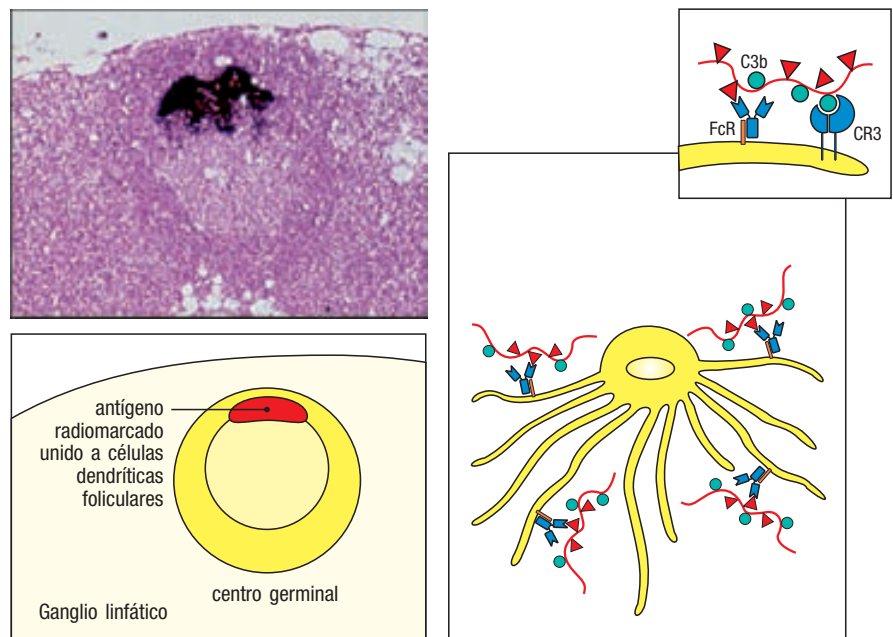 C3b
FcR
CR3
antígeno
radiomarcado
unido a células
dendríticas
foliculares
centro germinal
Ganglio linfático